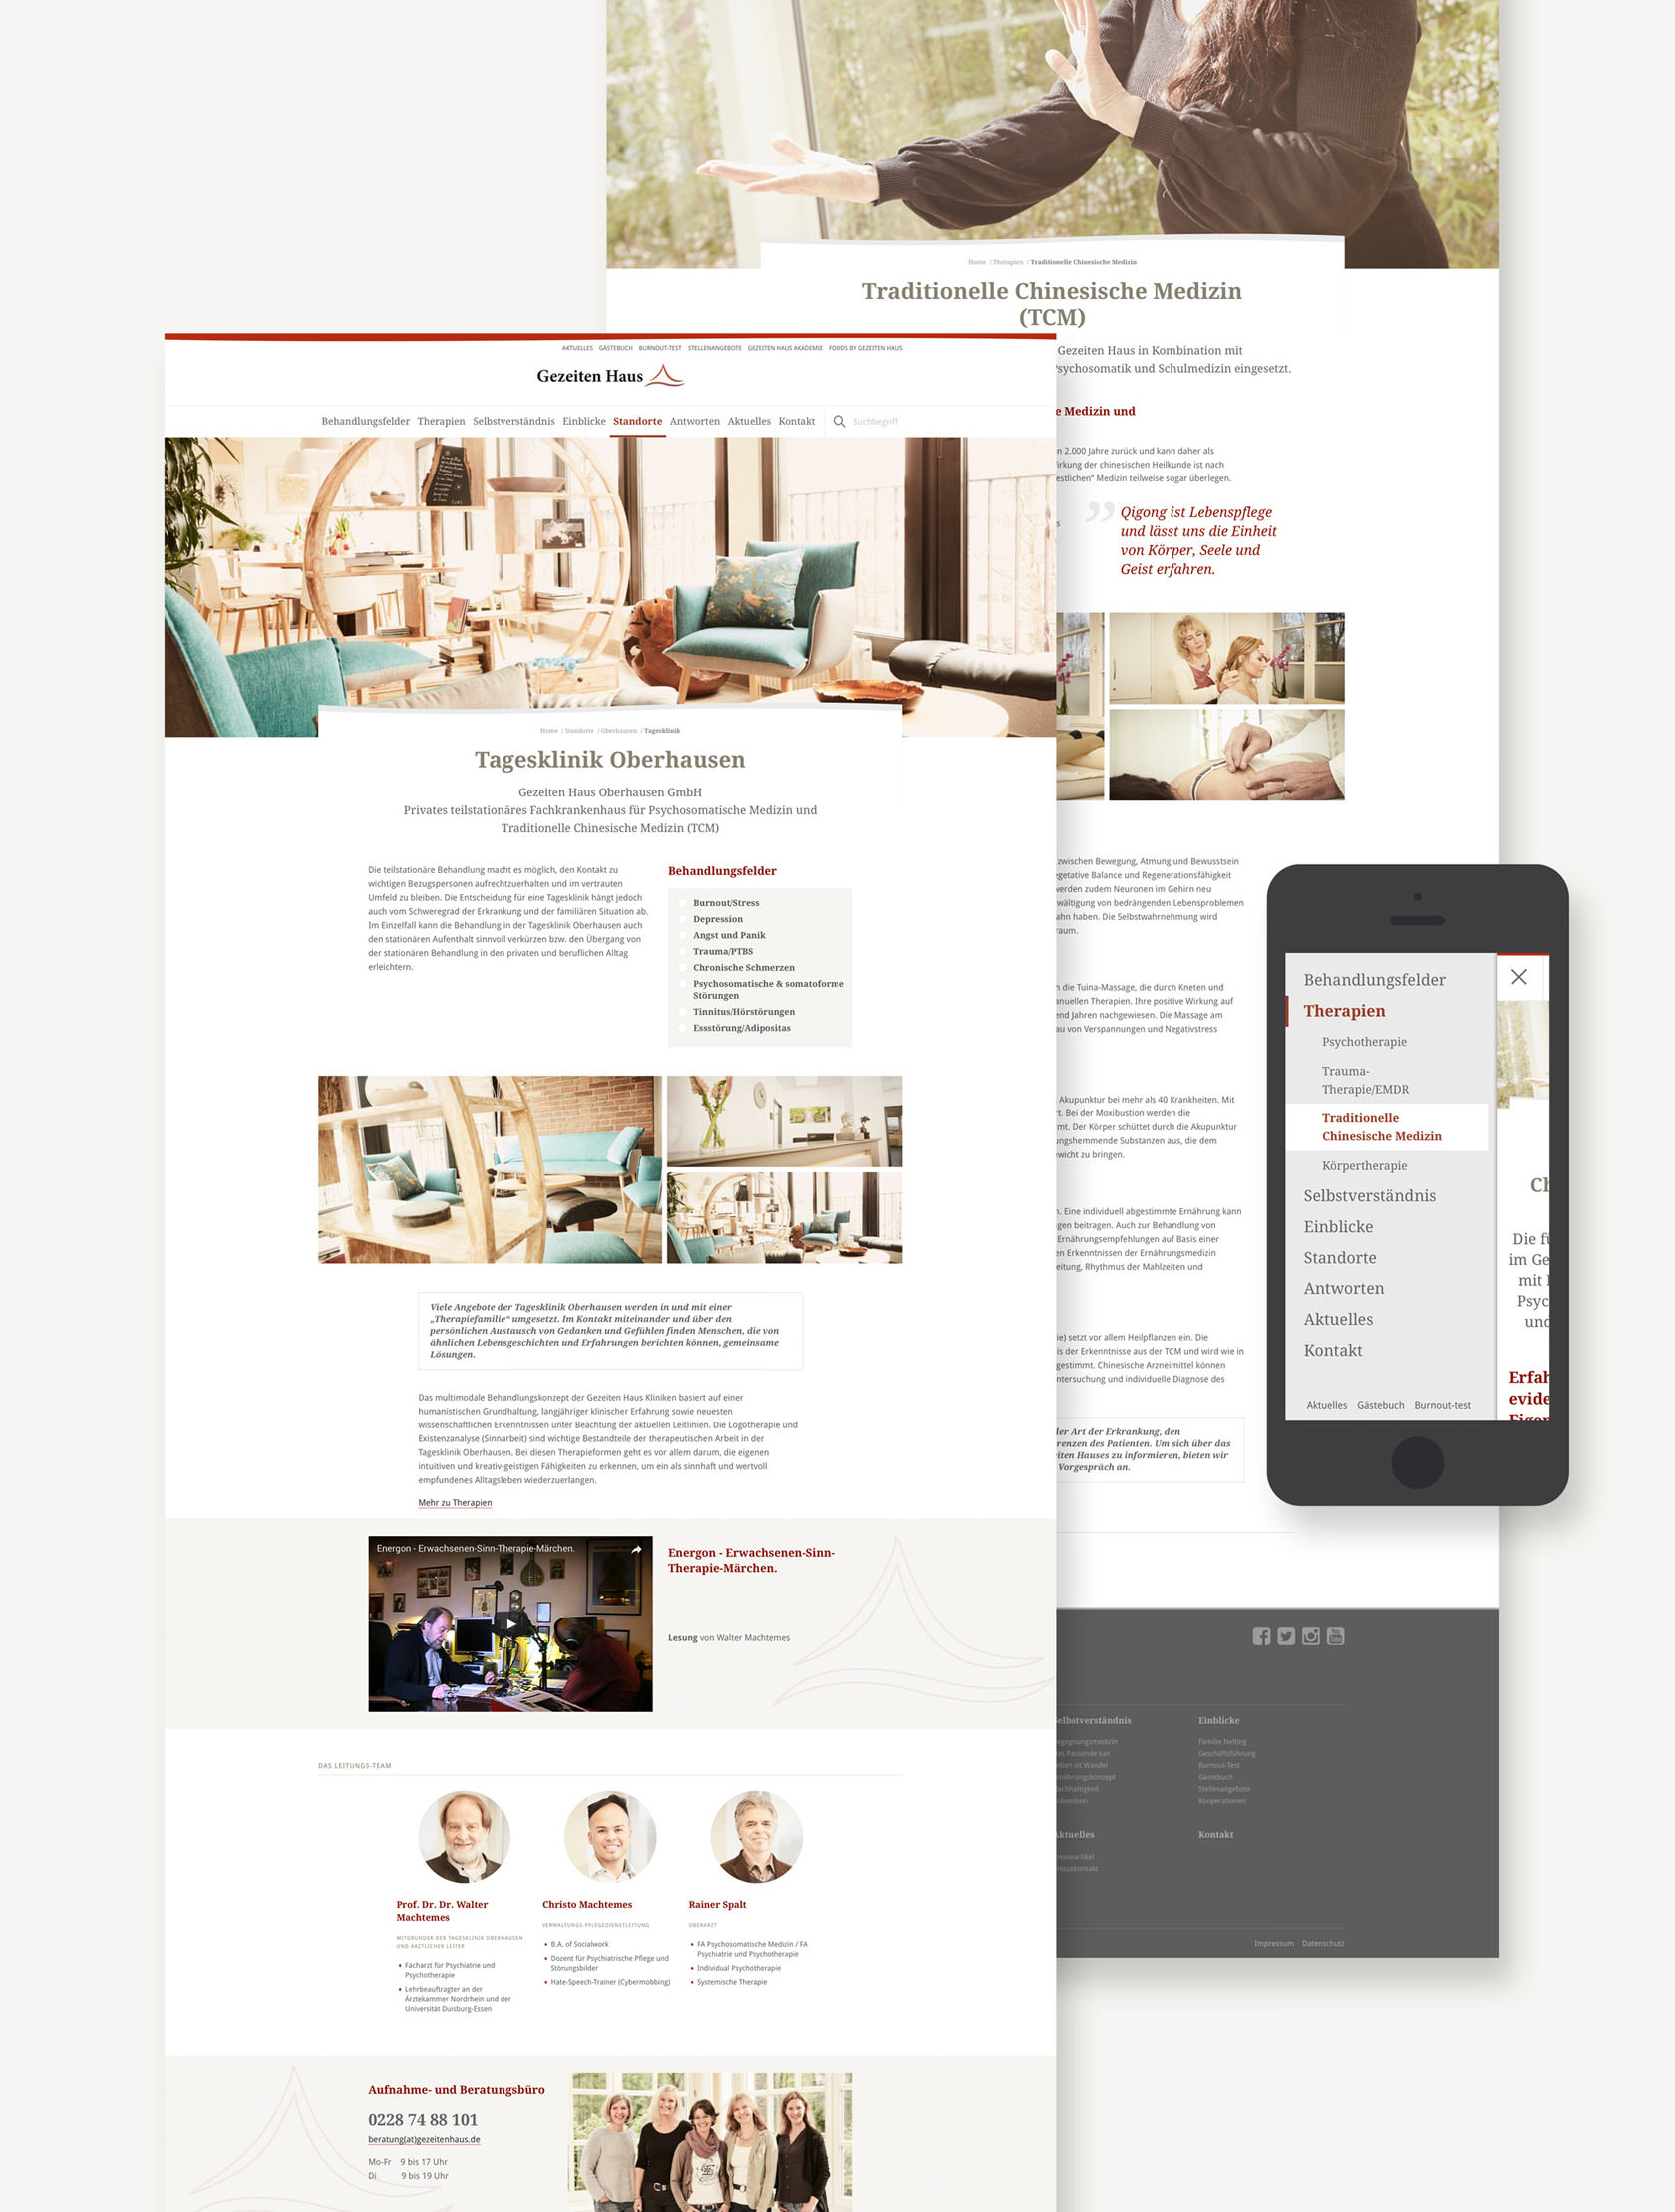 Home / Therapien / Traditionelle Chinesische Medizin
Traditionelle Chinesische Medizin
(TCM)
Gezeiten Haus in Kombination mit
Psychosomatik und Schulmedizin eingesetzt.
e Medizin und
n 2.000 Jahre zurück und kann daher als
irkung der chinesischen Heilkunde ist nach
estlichen“ Medizin teilweise sogar überlegen.
s
” Qigong ist Lebenspflege
und lässt uns die Einheit
von Körper, Seele und
Geist erfahren.
zwischen Bewegung, Atmung und Bewusstsein
egetative Balance und Regenerationsfähigkeit
werden zudem Neuronen im Gehirn neu
wältigung von bedrängenden Lebensproblemen
ahn haben. Die Selbstwahrnehmung wird
raum.
h die Tuina-Massage, die durch Kneten und
anuellen Therapien. Ihre positive Wirkung auf
end Jahren nachgewiesen. Die Massage am
au von Verspannungen und Negativstress
Akupunktur bei mehr als 40 Krankheiten. Mit
rt. Bei der Moxibustion werden die
mt. Der Körper schüttet durch die Akupunktur
ungshemmende Substanzen aus, die dem
ewicht zu bringen.
n. Eine individuell abgestimmte Ernährung kann
gen beitragen. Auch zur Behandlung von
Ernährungsempfehlungen auf Basis einer
en Erkenntnissen der Ernährungsmedizin
eitung, Rhythmus der Mahlzeiten und
ie) setzt vor allem Heilpflanzen ein. Die
is der Erkenntnisse aus der TCM und wird wie in
gestimmt. Chinesische Arzneimittel können
ntersuchung und individuelle Diagnose des
der Art der Erkrankung, den
renzen des Patienten. Um sich über das
iten Hauses zu informieren, bieten wir
Vorgespräch an.
You
Tube
elbstverständnis
egegnungsmedizin
as Passende tun
eben ist Wandel
rnährungskonzept
achhaltigkeit
rävention
Einblicke
Familie Nelting
Geschäftsführung
Burnout-Test
Gästebuch
Stellenangebote
Kooperationen
Aktuelles
resseartikel
ressekontakt
Kontakt
Impressum Datenschutz
AKTUELLES GÄSTEBUCH BURNOUT-TEST STELLENANGEBOTE GEZEITEN HAUS AKADEMIE FOODS BY GEZEITEN HAUS
Gezeiten Haus
Behandlungsfelder Therapien Selbstverständnis Einblicke Standorte Antworten Aktuelles Kontakt Suchbegriff
Home / Standorte / Oberhausen / Tagesklinik
Tagesklinik Oberhausen
Gezeiten Haus Oberhausen GmbH
Privates teilstationäres Fachkrankenhaus für Psychosomatische Medizin und
Traditionelle Chinesische Medizin (TCM)
Die teilstationäre Behandlung macht es möglich, den Kontakt zu
wichtigen Bezugspersonen aufrechtzuerhalten und im vertrauten
Umfeld zu bleiben. Die Entscheidung für eine Tagesklinik hängt jedoch
auch vom Schweregrad der Erkrankung und der familiären Situation ab.
Im Einzelfall kann die Behandlung in der Tagesklinik Oberhausen auch
den stationären Aufenthalt sinnvoll verkürzen bzw. den Übergang von
der stationären Behandlung in den privaten und beruflichen Alltag
erleichtern.
Behandlungsfelder
Burnout/Stress
Depression
Angst und Panik
Trauma/PTBS
Chronische Schmerzen
Psychosomatische & somatoforme
Störungen
Tinnitus/Hörstörungen
Essstörung/Adipositas
Viele Angebote der Tagesklinik Oberhausen werden in und mit einer
„Therapiefamilie“ umgesetzt. Im Kontakt miteinander und über den
persönlichen Austausch von Gedanken und Gefühlen finden Menschen, die von
ähnlichen Lebensgeschichten und Erfahrungen berichten können, gemeinsame
Lösungen.
Das multimodale Behandlungskonzept der Gezeiten Haus Kliniken basiert auf einer
humanistischen Grundhaltung, langjähriger klinischer Erfahrung sowie neuesten
wissenschaftlichen Erkenntnissen unter Beachtung der aktuellen Leitlinien. Die Logotherapie und
Existenzanalyse (Sinnarbeit) sind wichtige Bestandteile der therapeutischen Arbeit in der
Tagesklinik Oberhausen. Bei diesen Therapieformen geht es vor allem darum, die eigenen
intuitiven und kreativ-geistigen Fähigkeiten zu erkennen, um ein als sinnhaft und wertvoll
empfundenes Alltagsleben wiederzuerlangen.
Mehr zu Therapien
Energon - Erwachsenen-Sinn-Therapie-Märchen.
Energon - Erwachsenen-Sinn-
Therapie-Märchen.
Lesung von Walter Machtemes
DAS LEITUNGS-TEAM
Prof. Dr. Dr. Walter
Machtemes
MITGRÜNDER DER TAGESKLINIK OBERHAUSEN
UND ÄRZTLICHER LEITER
• Facharzt für Psychiatrie und
Psychotherapie
• Lehrbeauftragter an der
Ärztekammer Nordrhein und der
Universität Duisburg-Essen
Christo Machtemes
VERWALTUNGS-PFLEGEDIENSTLEITUNG
• B.A. of Socialwork
• Dozent für Psychiatrische Pflege und
Störungsbilder
• Hate-Speech-Trainer (Cybermobbing)
Rainer Spalt
OBERARZT
• FA Psychosomatische Medizin / FA
Psychiatrie und Psychotherapie
• Individual Psychotherapie
• Systemische Therapie
Aufnahme- und Beratungsbüro
0228 74 88 101
beratung(at)gezeitenhaus.de
Mo-Fr 9 bis 17 Uhr
Di 9 bis 19 Uhr
Behandlungsfelder
Therapien
Psychotherapie
Trauma-
Therapie/EMDR
Traditionelle
Chinesische Medizin
Körpertherapie
Selbstverständnis
Einblicke
Standorte
Antworten
Aktuelles
Kontakt
Aktuelles Gästebuch Burnout-test
Ch
Die fü
im Ge
mit
Psyc
und
Erfah
evide
Eigen